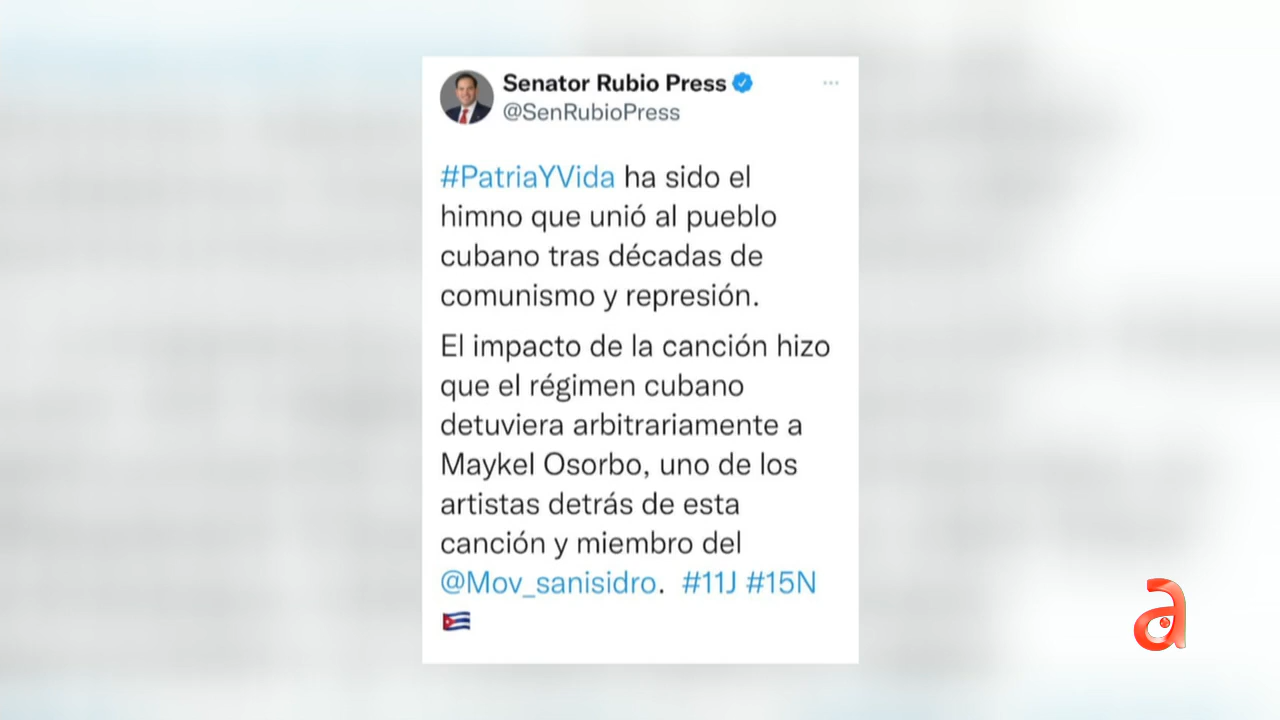 Senator Rubio Press
@SenRubioPress
#PatriaYVida ha sido el
himno que unió al pueblo
cubano tras décadas de
comunismo y represión.
El impacto de la canción hizo
que el régimen cubano
detuviera arbitrariamente a
Maykel Osorbo, uno de los
artistas detrás de esta
canción y miembro del
@Mov_sanisidro. #11J #15N
a